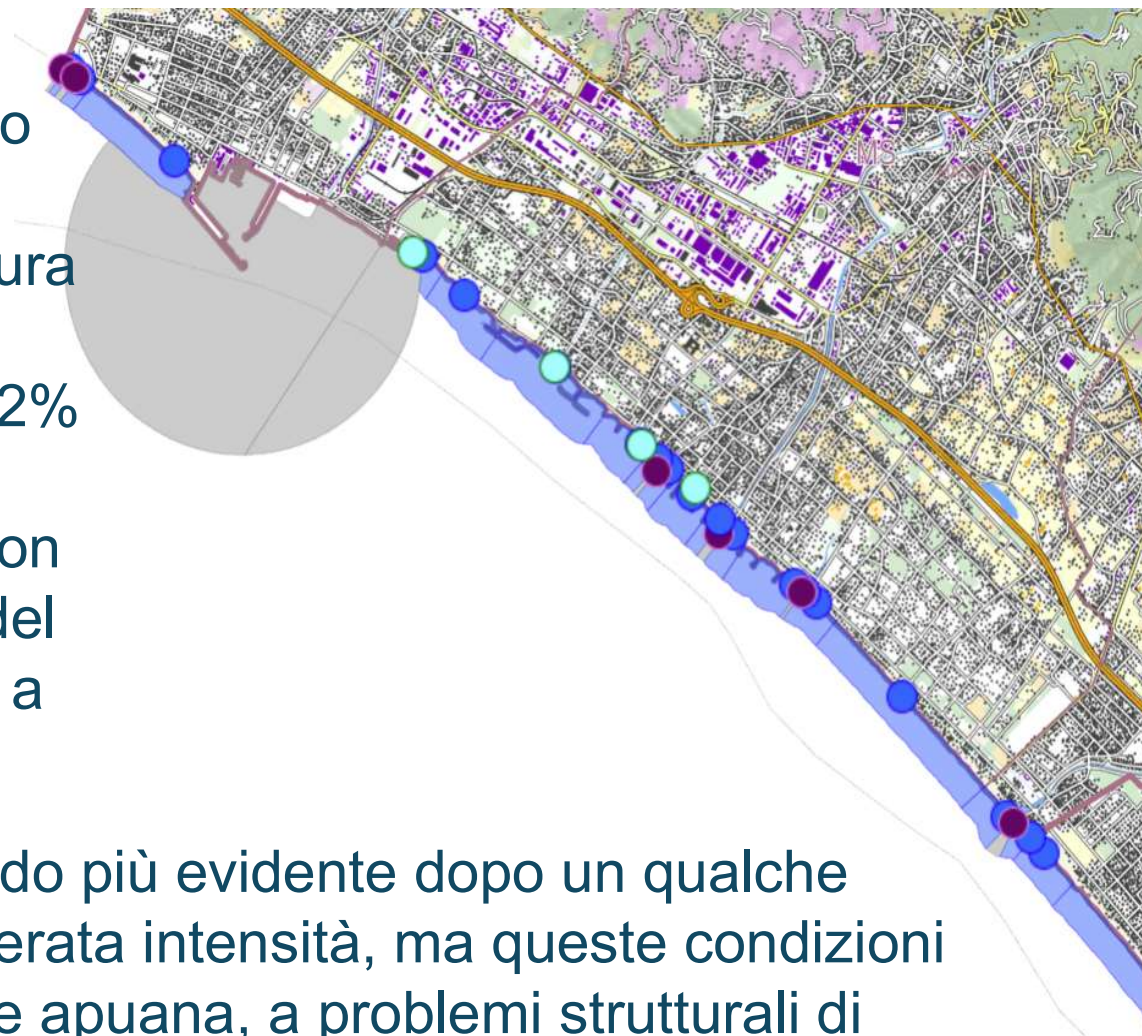 o
ura
2%
on
del
a
MS
do più evidente dopo un qualche
erata intensità, ma queste condizioni
e apuana, a problemi strutturali di